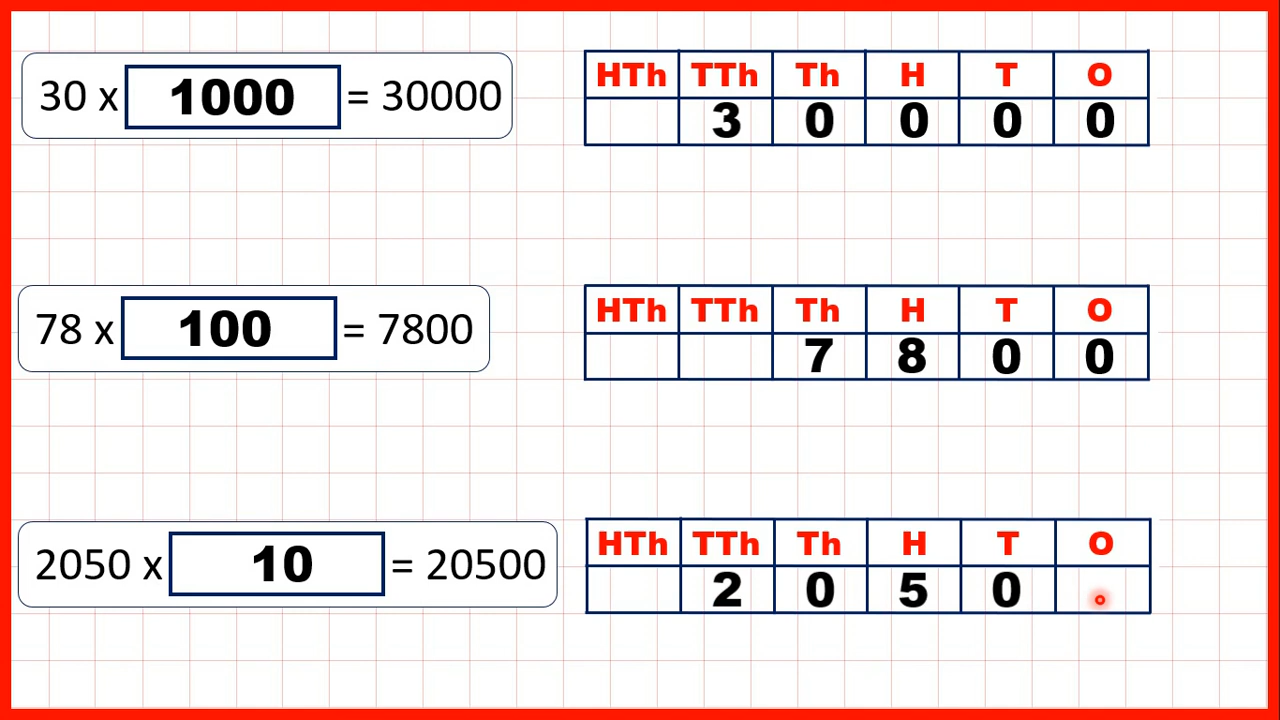 30 x 1000 = 30000
HTh TTh Th H T O
3 0 0 0 0
78 x 100 = 7800
HTh TTh Th H T O
7 8 0 0
2050 x 10 = 20500
HTh TTh Th H T O
2 0 5 0